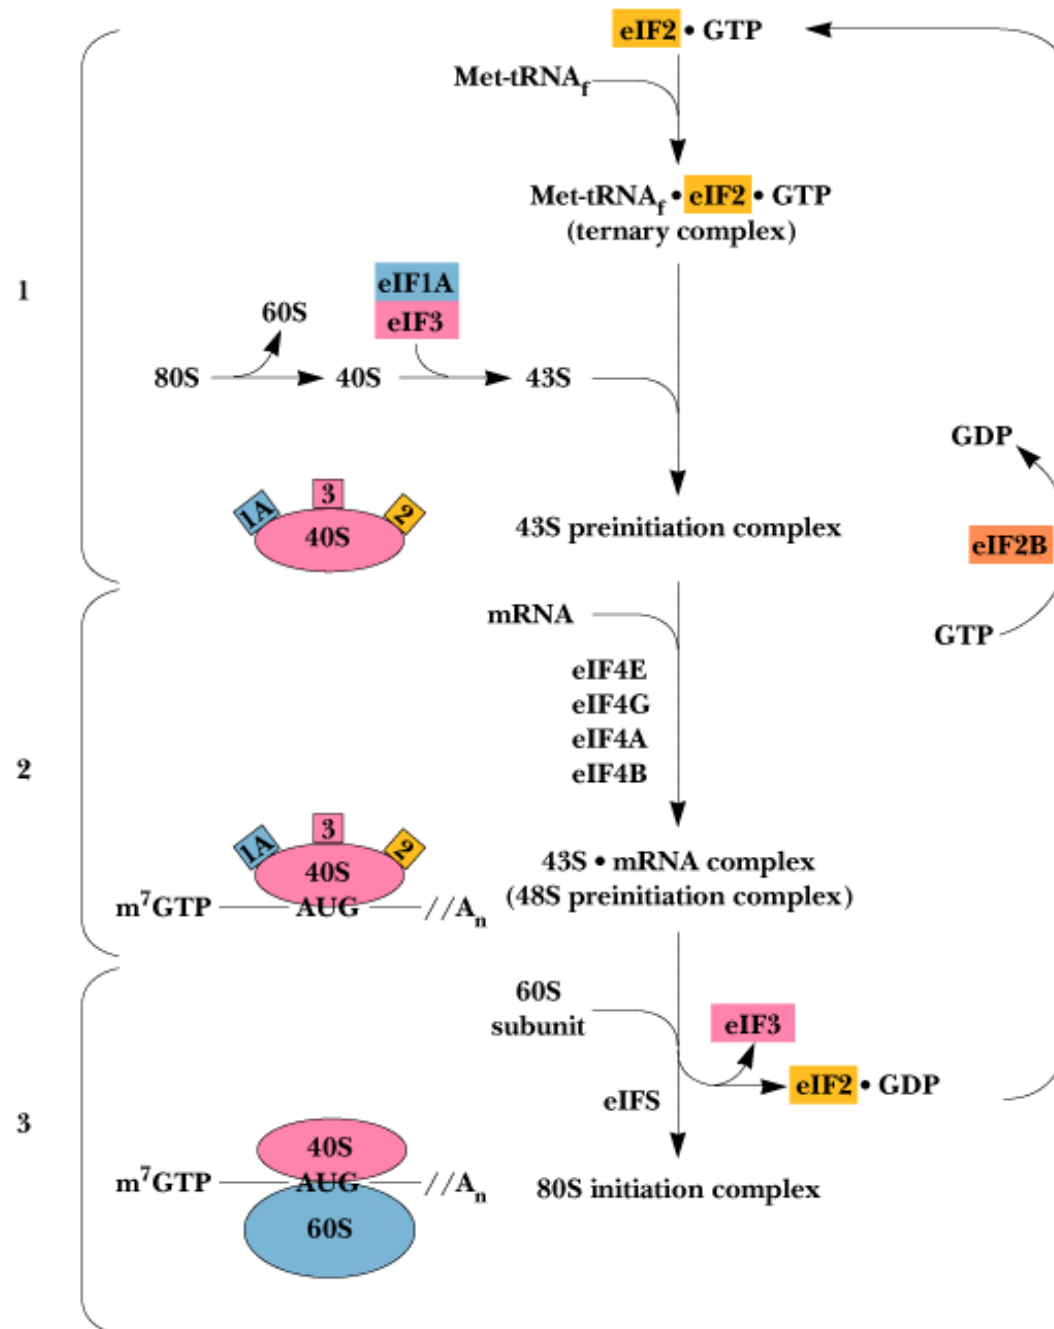 eIF2 • GTP
Met-tRNAf
Met-tRNAf • eIF2 • GTP
(ternary complex)
1
eIF1A
eIF3
60S
80S
40S
43S
GDP
3
1A
2
40S
43S preinitiation complex
eIF2B
mRNA
GTP
eIF4E
eIF4G
eIF4A
eIF4B
2
3
1A
2
40S
43S • mRNA complex
(48S preinitiation complex)
m⁷GTP
AUG
//Aₙ
60S
subunit
eIF3
eIF2 • GDP
eIFS
3
40S
m⁷GTP
AUG
//Aₙ
80S initiation complex
60S